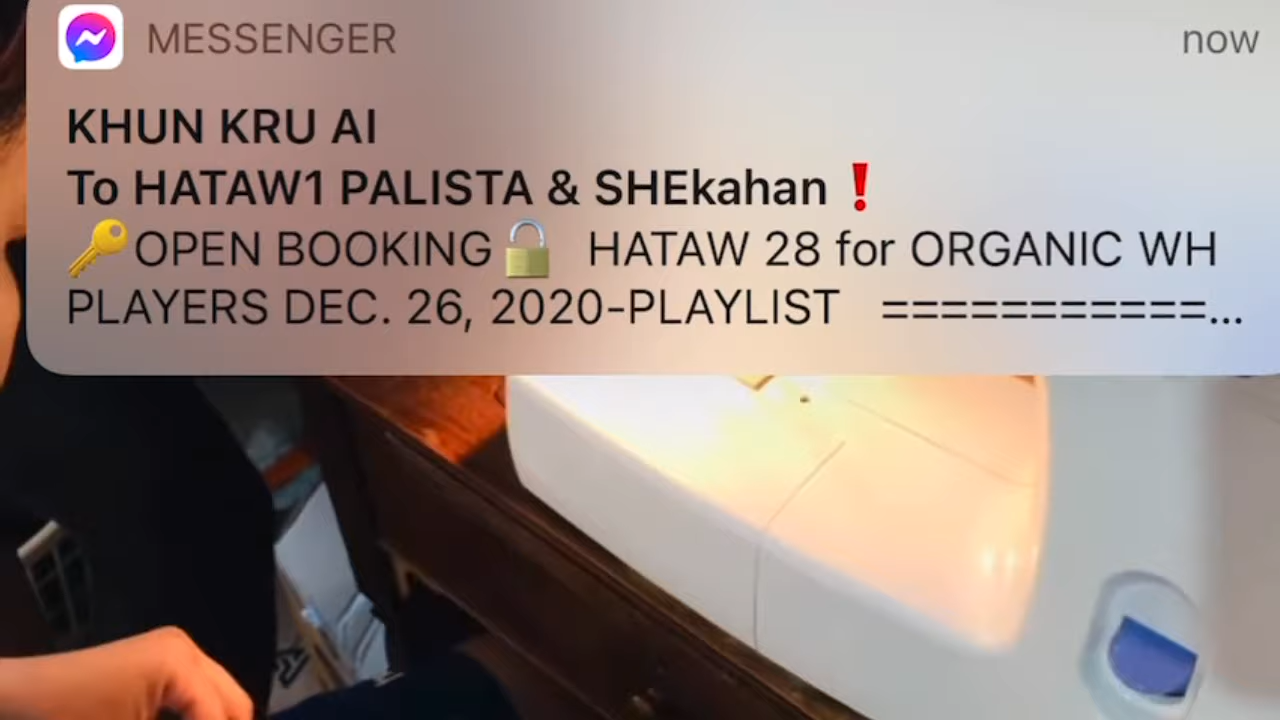 MESSENGER
now
KHUN KRU AI
To HATAW1 PALISTA & SHEkahan❗
🔑OPEN BOOKING🔓 HATAW 28 for ORGANIC WH
PLAYERS DEC. 26, 2020-PLAYLIST ===========...